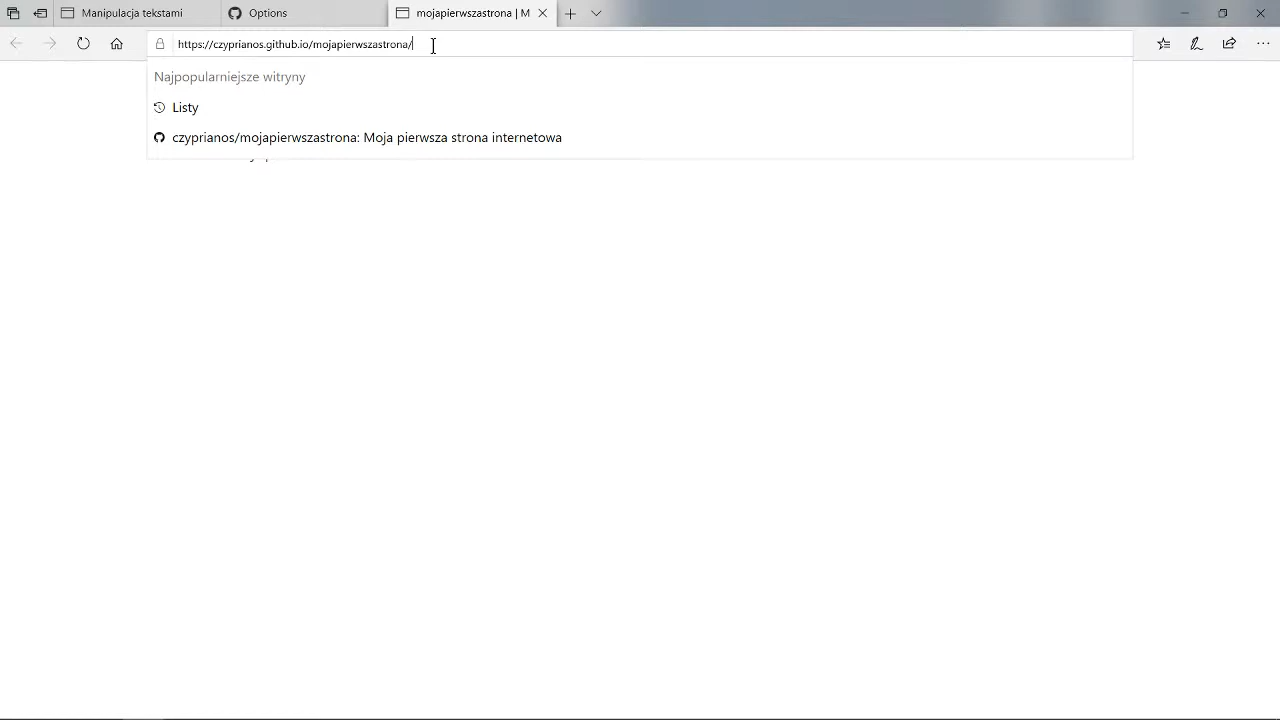 Manipulacja tekstami
Options
mojapierwszastrona | M
https://czyprianos.github.io/mojapierwszastrona/
Najpopularniejsze witryny
Listy
czyprianos/mojapierwszastrona: Moja pierwsza strona internetowa